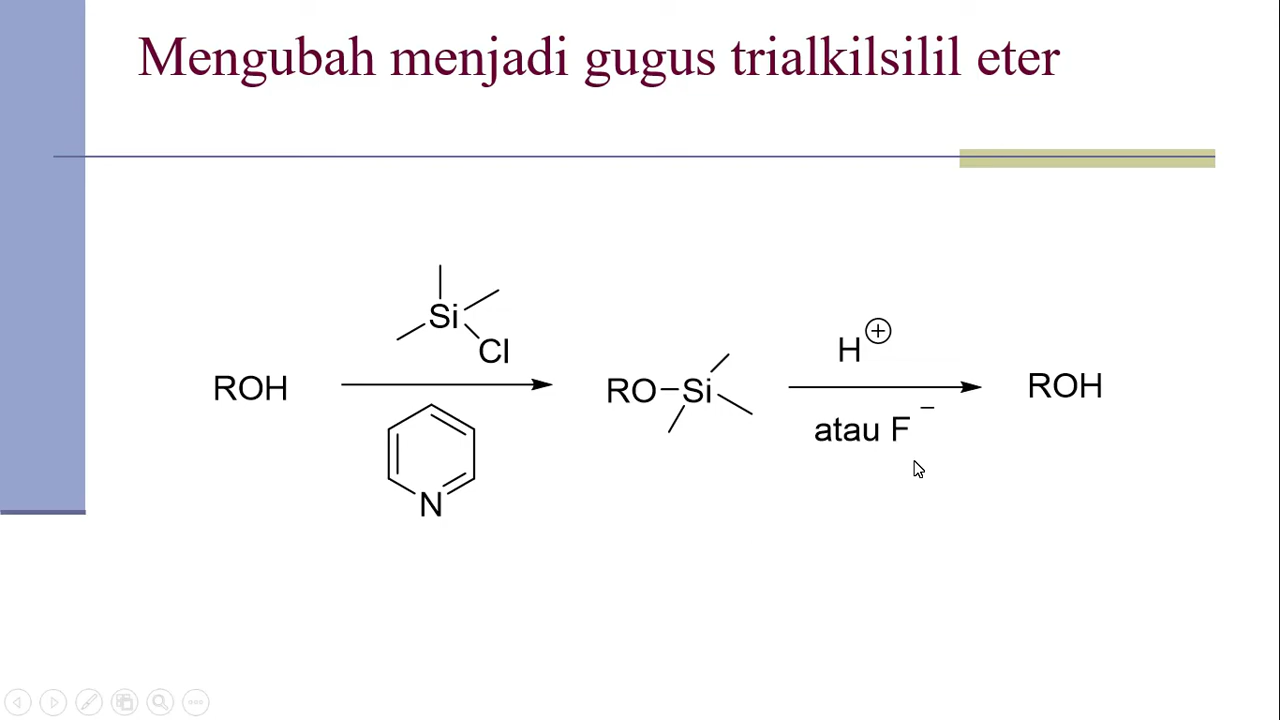 Mengubah menjadi gugus trialkilsilil eter
Si
Cl
ROH
N
RO Si
H⊕
atau F⁻
ROH